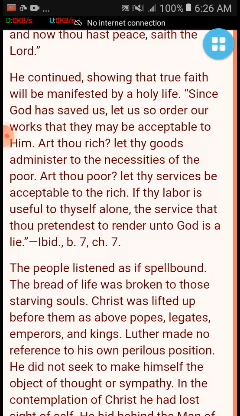 100% 6:26 AM
0:0KB/s U:0KB/s No internet connection
and now thou hast peace, saith the
Lord.”
He continued, showing that true faith
will be manifested by a holy life. “Since
God has saved us, let us so order our
works that they may be acceptable to
Him. Art thou rich? let thy goods
administer to the necessities of the
poor. Art thou poor? let thy services be
acceptable to the rich. If thy labor is
useful to thyself alone, the service that
thou pretendest to render unto God is a
lie.”—Ibid., b. 7, ch. 7.
The people listened as if spellbound.
The bread of life was broken to those
starving souls. Christ was lifted up
before them as above popes, legates,
emperors, and kings. Luther made no
reference to his own perilous position.
He did not seek to make himself the
object of thought or sympathy. In the
contemplation of Christ he had lost
sight of self. He hid behind the Man of